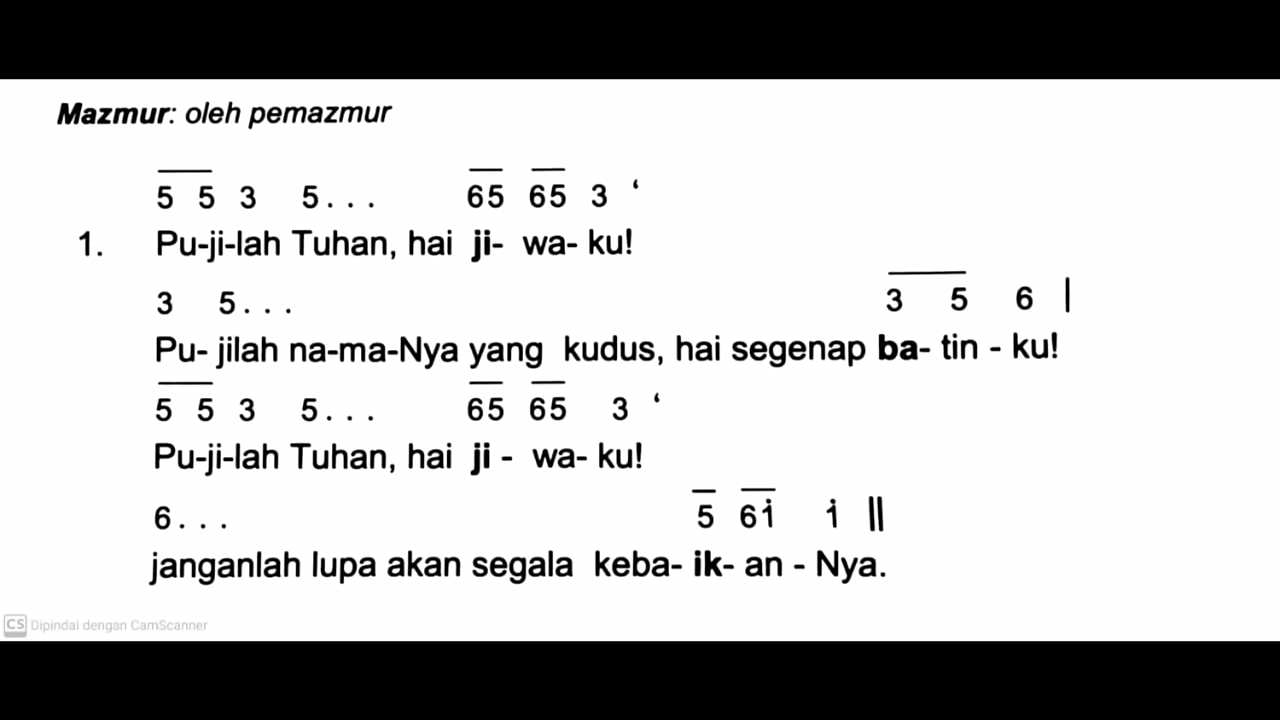 Mazmur: oleh pemazmur
5 5 3 5... 65 65 3 ‘
1. Pu-ji-lah Tuhan, hai ji- wa- ku!
3 5... 3 5 6 |
Pu- jilah na-ma-Nya yang kudus, hai segenap ba- tin - ku!
5 5 3 5... 65 65 3 ‘
Pu-ji-lah Tuhan, hai ji - wa- ku!
6... 5 6i i ||
janganlah lupa akan segala keba- ik- an - Nya.
CS Dipindai dengan CamScanner